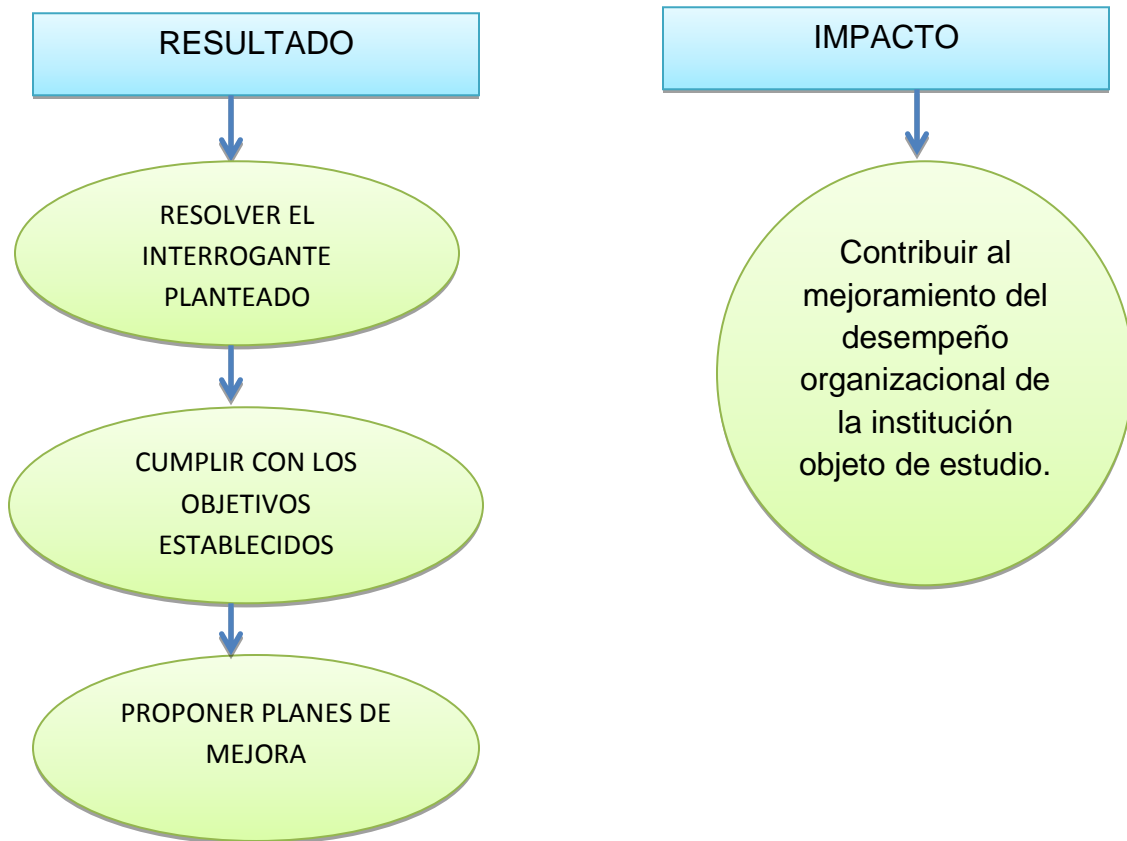 RESULTADO
RESOLVER EL
INTERROGANTE
PLANTEADO
CUMPLIR CON LOS
OBJETIVOS
ESTABLECIDOS
PROPONER PLANES DE
MEJORA
IMPACTO
Contribuir al
mejoramiento del
desempeño
organizacional de
la institución
objeto de estudio.